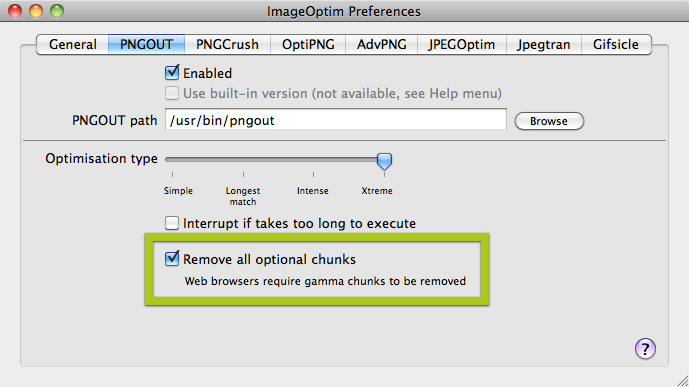 ImageOptim Preferences
General PNGOUT PNGCrush OptiPNG AdvPNG JPEGOptim Jpegtran Gifsicle
Enabled
Use built-in version (not available, see Help menu)
PNGOUT path /usr/bin/pngout Browse
Optimisation type
Simple Longest Intense Xtreme
match
Interrupt if takes too long to execute
Remove all optional chunks
Web browsers require gamma chunks to be removed
?